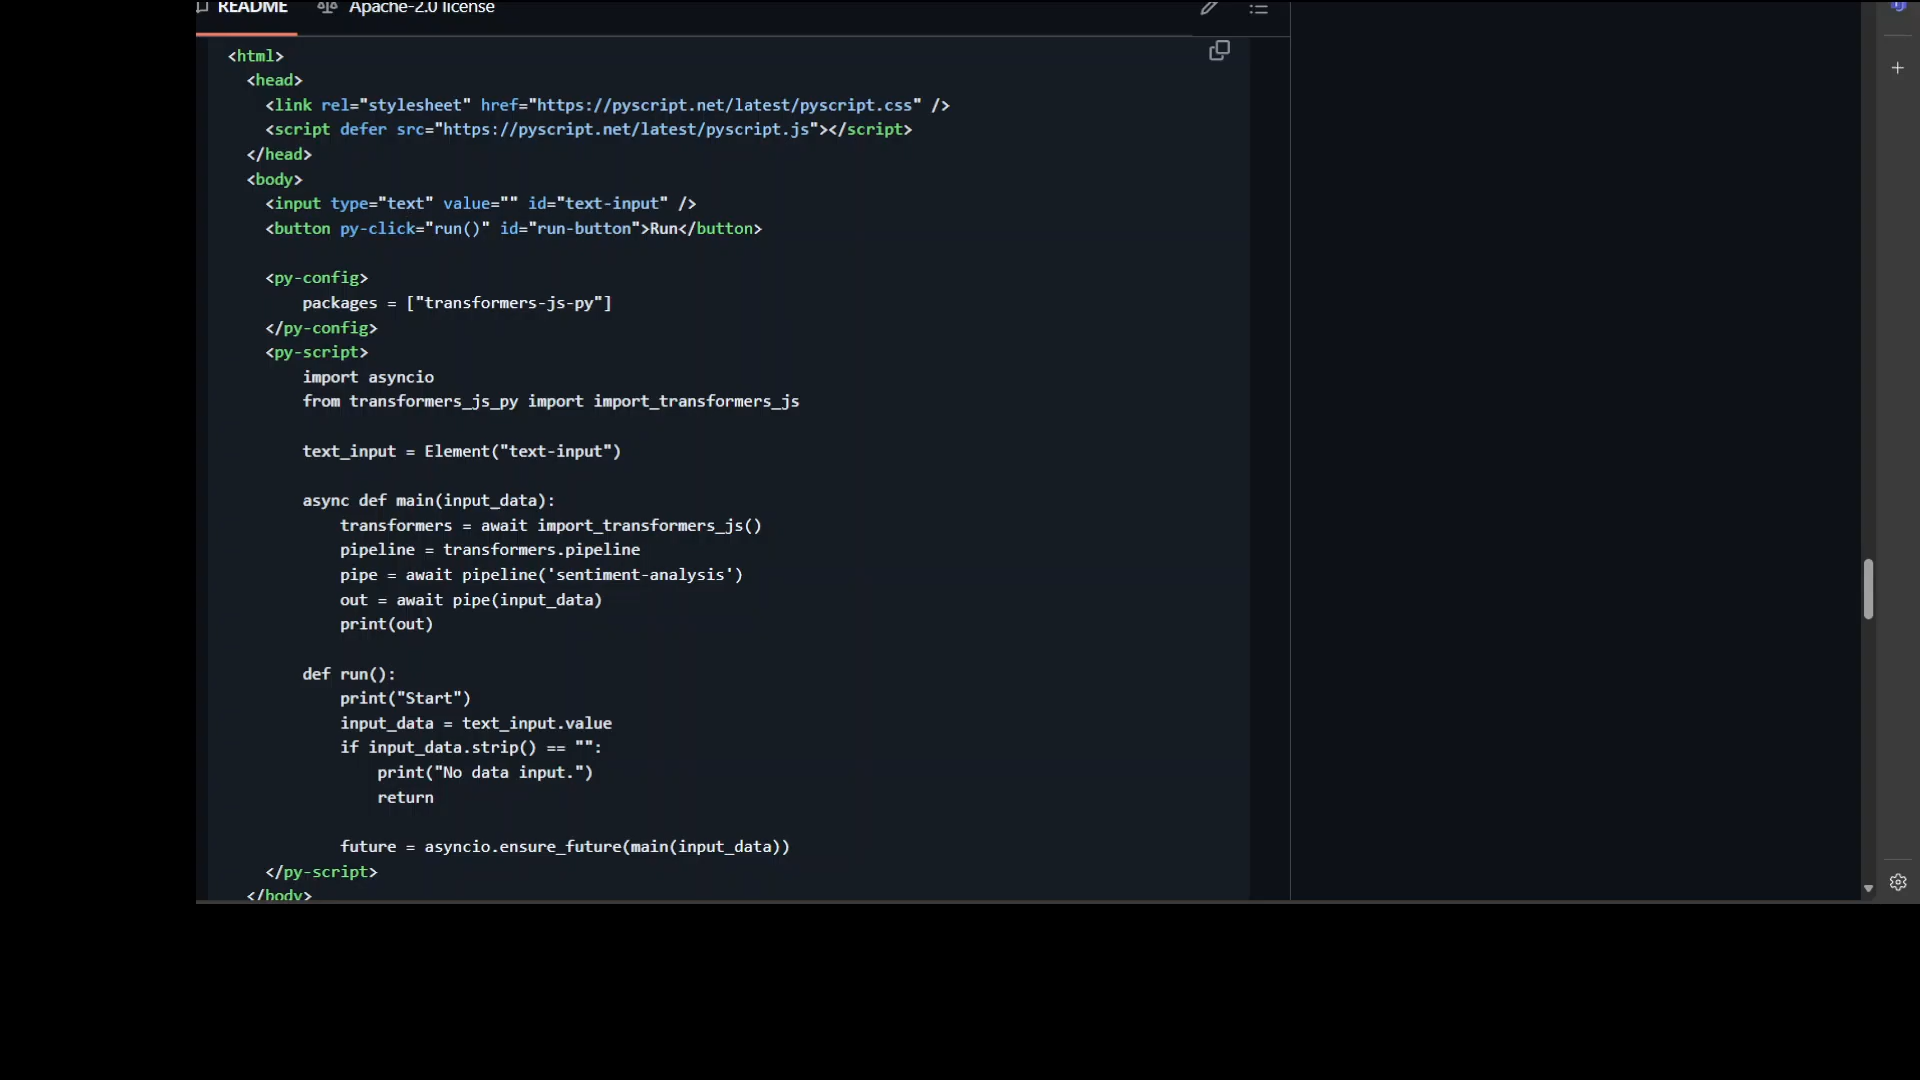 README Apache-2.0 license
<html>
<head>
<link rel="stylesheet" href="https://pyscript.net/latest/pyscript.css" />
<script defer src="https://pyscript.net/latest/pyscript.js"></script>
</head>
<body>
<input type="text" value="" id="text-input" />
<button py-click="run()" id="run-button">Run</button>
<py-config>
packages = ["transformers-js-py"]
</py-config>
<py-script>
import asyncio
from transformers_js_py import import_transformers_js
text_input = Element("text-input")
async def main(input_data):
transformers = await import_transformers_js()
pipeline = transformers.pipeline
pipe = await pipeline('sentiment-analysis')
out = await pipe(input_data)
print(out)
def run():
print("Start")
input_data = text_input.value
if input_data.strip() == "":
print("No data input.")
return
future = asyncio.ensure_future(main(input_data))
</py-script>
</body>